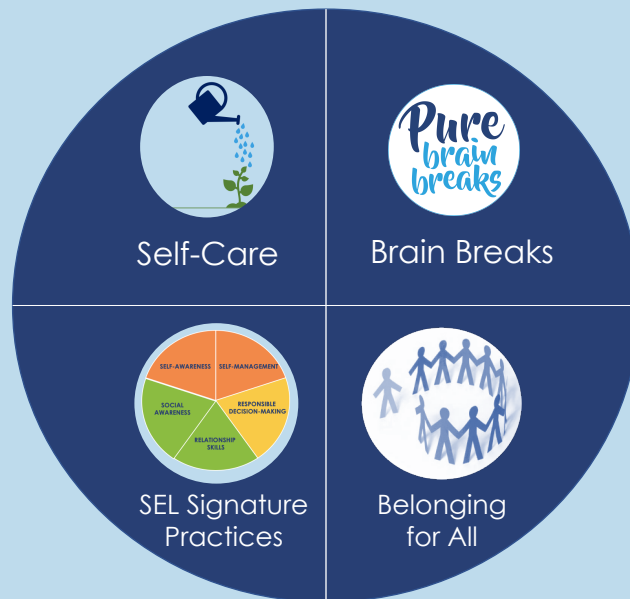 Pure
brain
breaks
Self-Care
Brain Breaks
SELF-AWARENESS
SELF-MANAGEMENT
SOCIAL
AWARENESS
RESPONSIBLE
DECISION-MAKING
RELATIONSHIP
SKILLS
SEL Signature
Practices
Belonging
for All